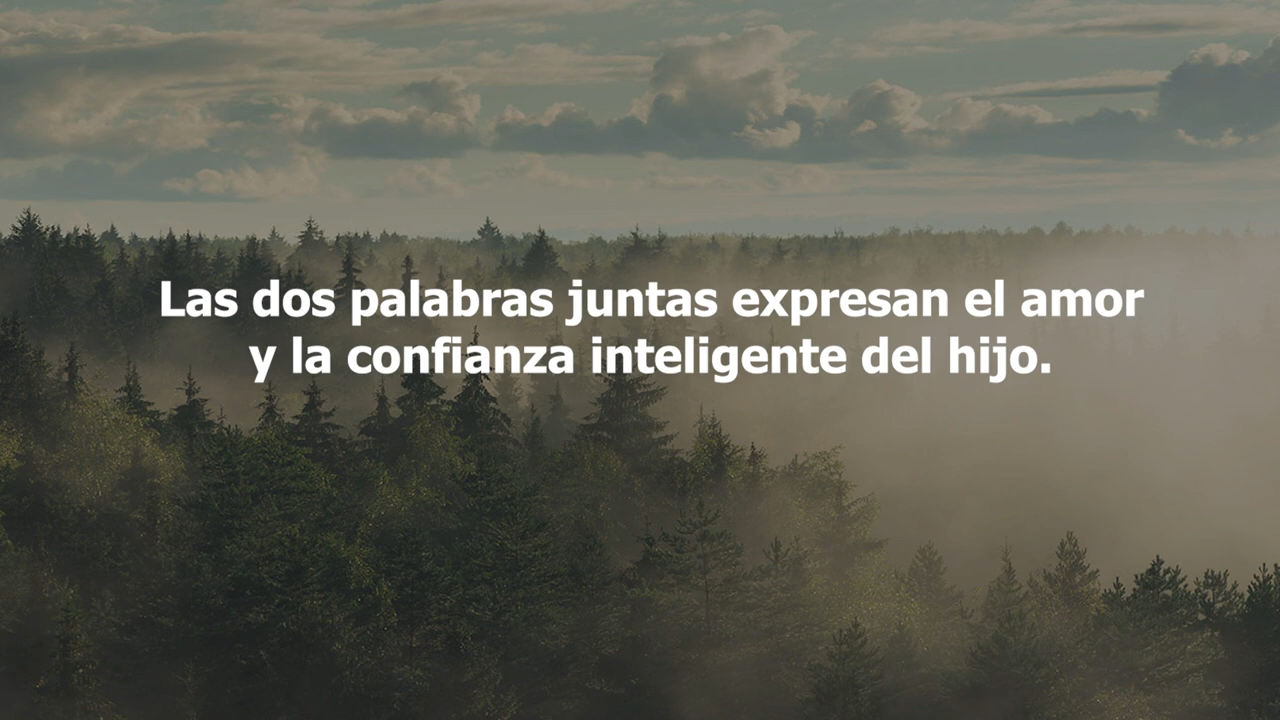 Las dos palabras juntas expresan el amor
y la confianza inteligente del hijo.